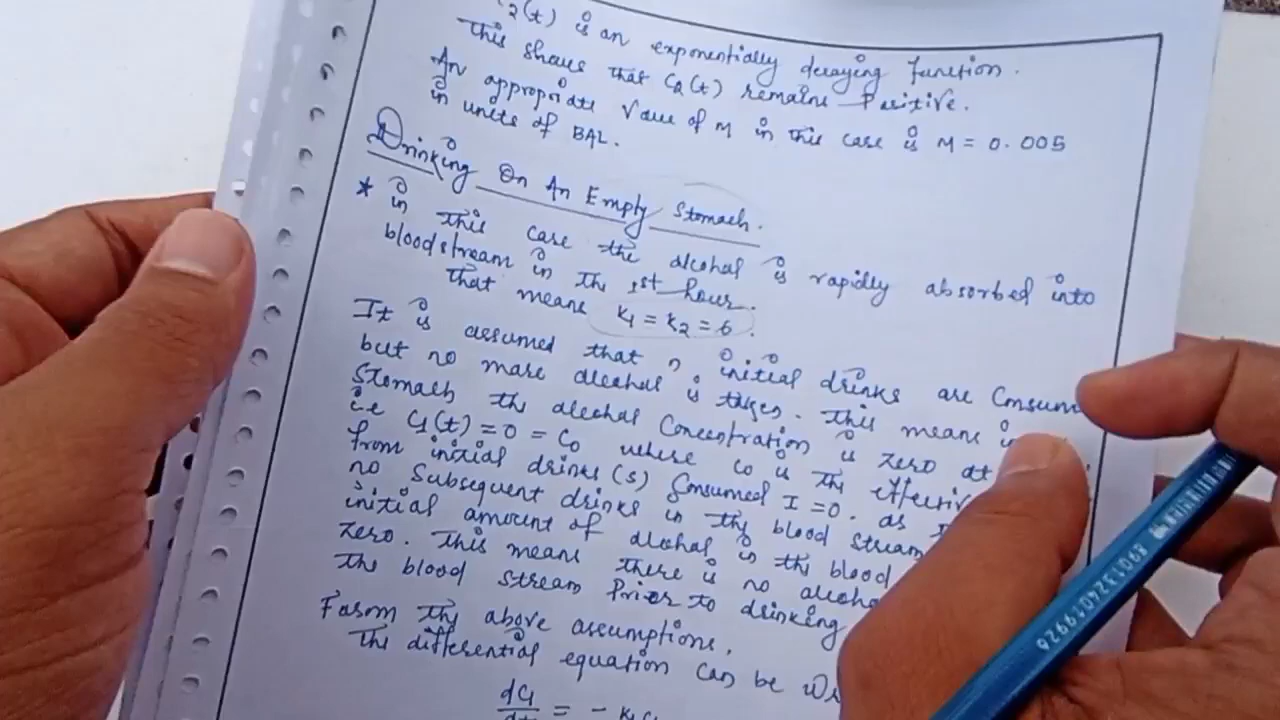 C2(t) is an exponentially decaying function.
This shows that C2(t) remains Positive.
An appropriate Value of M in this case is M = 0.005
in units of BAL.
Drinking On An Empty Stomach.
* in this case the alcohol is rapidly absorbed into
bloodstream in the 1st hour.
that means K1 = K2 = 6.
It is assumed that n initial drinks are
but no more alcohol is taken. This means in
Stomach the alcohol Concentration is zero at
i.e C1(t) = 0 = C0 where C0 is the
from initial drink(s) Consumed I = 0. as
no Subsequent drinks in the blood stream
initial amount of alcohol in the blood
zero. This means there is no
the blood stream Prior to drinking
From the above assumptions,
The differential equation can be
dC1
= - K1
8901324019926